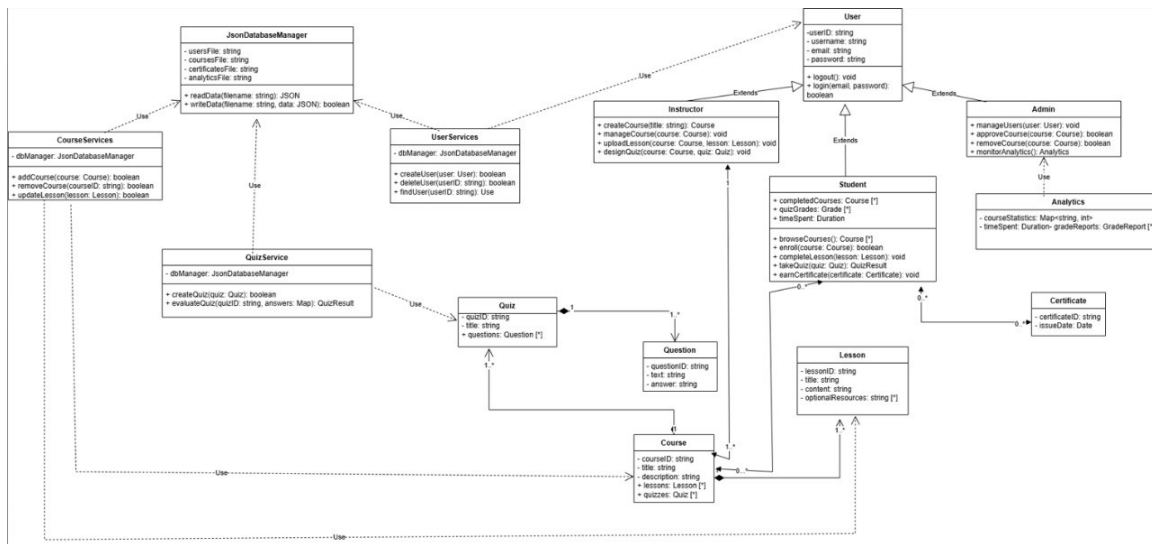 JsonDatabaseManager
- usersFile: string
- coursesFile: string
- certificatesFile: string
- analyticsFile: string
+ readData(filename: string): JSON
+ writeData(filename: string, data: JSON): boolean
User
-userID: string
- username: string
- email: string
- password: string
+ logout(): void
+ login(email, password):
boolean
Use
Use
Use
Use
Extends
Extends
Extends
CourseServices
- dbManager: JsonDatabaseManager
+ addCourse(course: Course): boolean
+ removeCourse(courseID: string): boolean
+ updateLesson(lesson: Lesson): boolean
UserServices
- dbManager: JsonDatabaseManager
+ createUser(user: User): boolean
+ deleteUser(userID: string): boolean
+ findUser(userID: string): Use
Instructor
+ createCourse(title: string): Course
+ manageCourse(course: Course): void
+ uploadLesson(course: Course, lesson: Lesson): void
+ designQuiz(course: Course, quiz: Quiz): void
Admin
+ manageUsers(user: User): void
+ approveCourse(course: Course): boolean
+ removeCourse(course: Course): boolean
+ monitorAnalytics(): Analytics
1
Use
Student
+ completedCourses: Course [*]
+ quizGrades: Grade [*]
+ timeSpent: Duration
+ browseCourses(): Course [*]
+ enroll(course: Course): boolean
+ completeLesson(lesson: Lesson): void
+ takeQuiz(quiz: Quiz): QuizResult
+ earnCertificate(certificate: Certificate): void
Analytics
- courseStatistics: Map<string, int>
- timeSpent: Duration- gradeReports: GradeReport [*
QuizService
- dbManager: JsonDatabaseManager
+ createQuiz(quiz: Quiz): boolean
+ evaluateQuiz(quizID: string, answers: Map): QuizResult
Use
0..*
0..*
0..*
Certificate
- certificateID: string
- issueDate: Date
Quiz
- quizID: string
- title: string
+ questions: Question [*]
1
1..*
Question
- questionID: string
- text: string
- answer: string
1..*
Lesson
- lessonID: string
- title: string
- content: string
- optionalResources: string [*]
1
1..*
1..*
Course
- courseID: string
- title: string
- description: string
+ lessons: Lesson [*]
+ quizzes: Quiz [*]
0...*
Use
Use